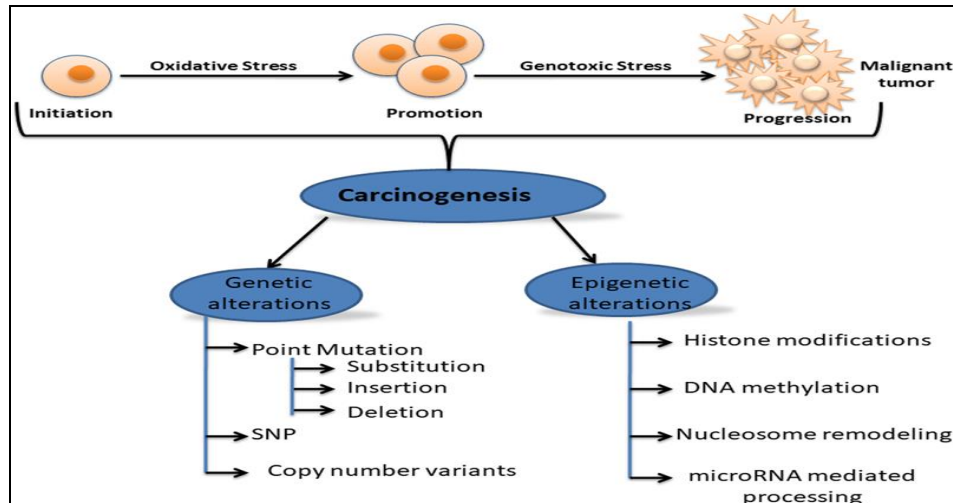 Oxidative Stress
Genotoxic Stress
Malignant
tumor
Initiation
Promotion
Progression
Carcinogenesis
Genetic
alterations
Point Mutation
Substitution
Insertion
Deletion
SNP
Copy number variants
Epigenetic
alterations
Histone modifications
DNA methylation
Nucleosome remodeling
microRNA mediated
processing